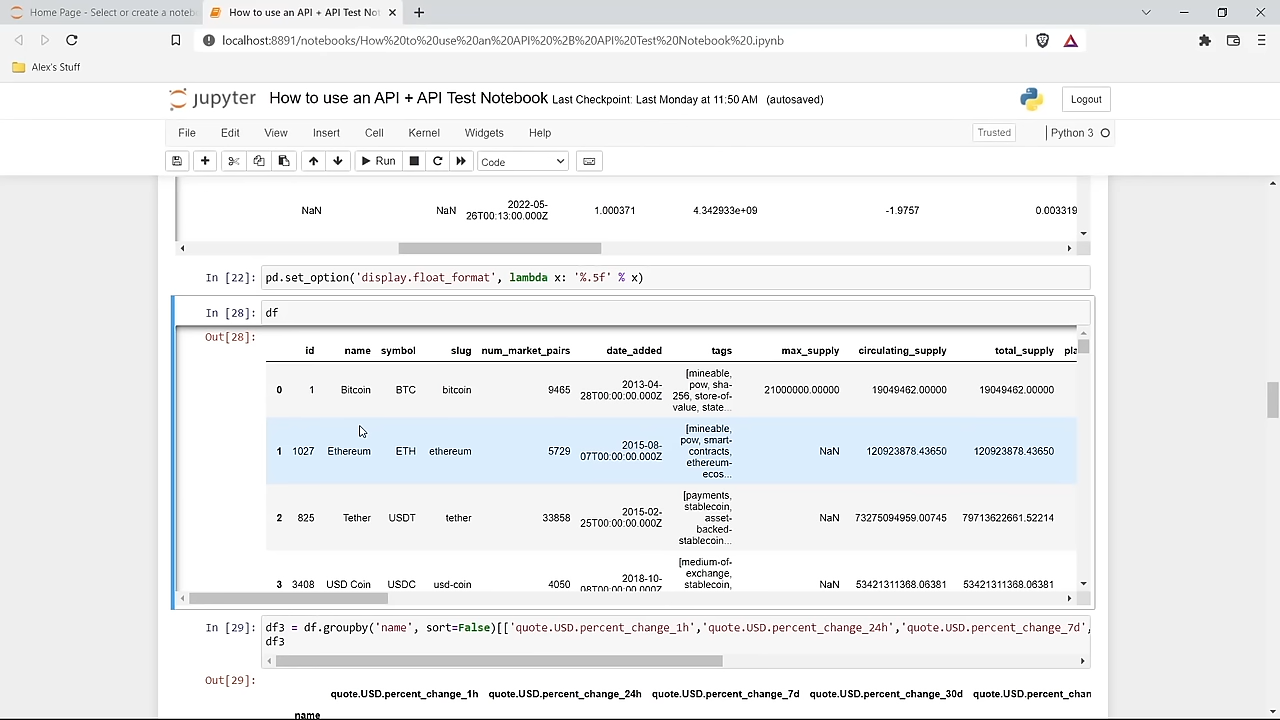 Home Page - Select or create a noteb
How to use an API + API Test Not
localhost:8891/notebooks/How%20to%20use%20an%20API%20%2B%20API%20Test%20Notebook%20.ipynb
Alex's Stuff
jupyter How to use an API + API Test Notebook Last Checkpoint: Last Monday at 11:50 AM (autosaved) Logout
File Edit View Insert Cell Kernel Widgets Help Trusted Python 3
Run Code
NaN NaN 2022-05-26T00:13:00.000Z 1.000371 4.342933e+09 -1.9757 0.003319
In [22]: pd.set_option('display.float_format', lambda x: '%.5f' % x)
In [28]: df
Out[28]:
id name symbol slug num_market_pairs date_added tags max_supply circulating_supply total_supply pla
0 1 Bitcoin BTC bitcoin 9465 2013-04-28T00:00:00.000Z [mineable, pow, sha-256, store-of-value, state... 21000000.00000 19049462.00000 19049462.00000
1 1027 Ethereum ETH ethereum 5729 2015-08-07T00:00:00.000Z [mineable, pow, smart-contracts, ethereum-ecos... NaN 120923878.43650 120923878.43650
2 825 Tether USDT tether 33858 2015-02-25T00:00:00.000Z [payments, stablecoin, asset-backed-stablecoin... NaN 73275094959.00745 79713622661.52214
3 3408 USD Coin USDC usd-coin 4050 2018-10-08T00:00:00.000Z [medium-of-exchange, stablecoin, NaN 53421311368.06381 53421311368.06381
In [29]: df3 = df.groupby('name', sort=False)[['quote.USD.percent_change_1h','quote.USD.percent_change_24h','quote.USD.percent_change_7d',
df3
Out[29]:
quote.USD.percent_change_1h quote.USD.percent_change_24h quote.USD.percent_change_7d quote.USD.percent_change_30d quote.USD.percent_chan
name